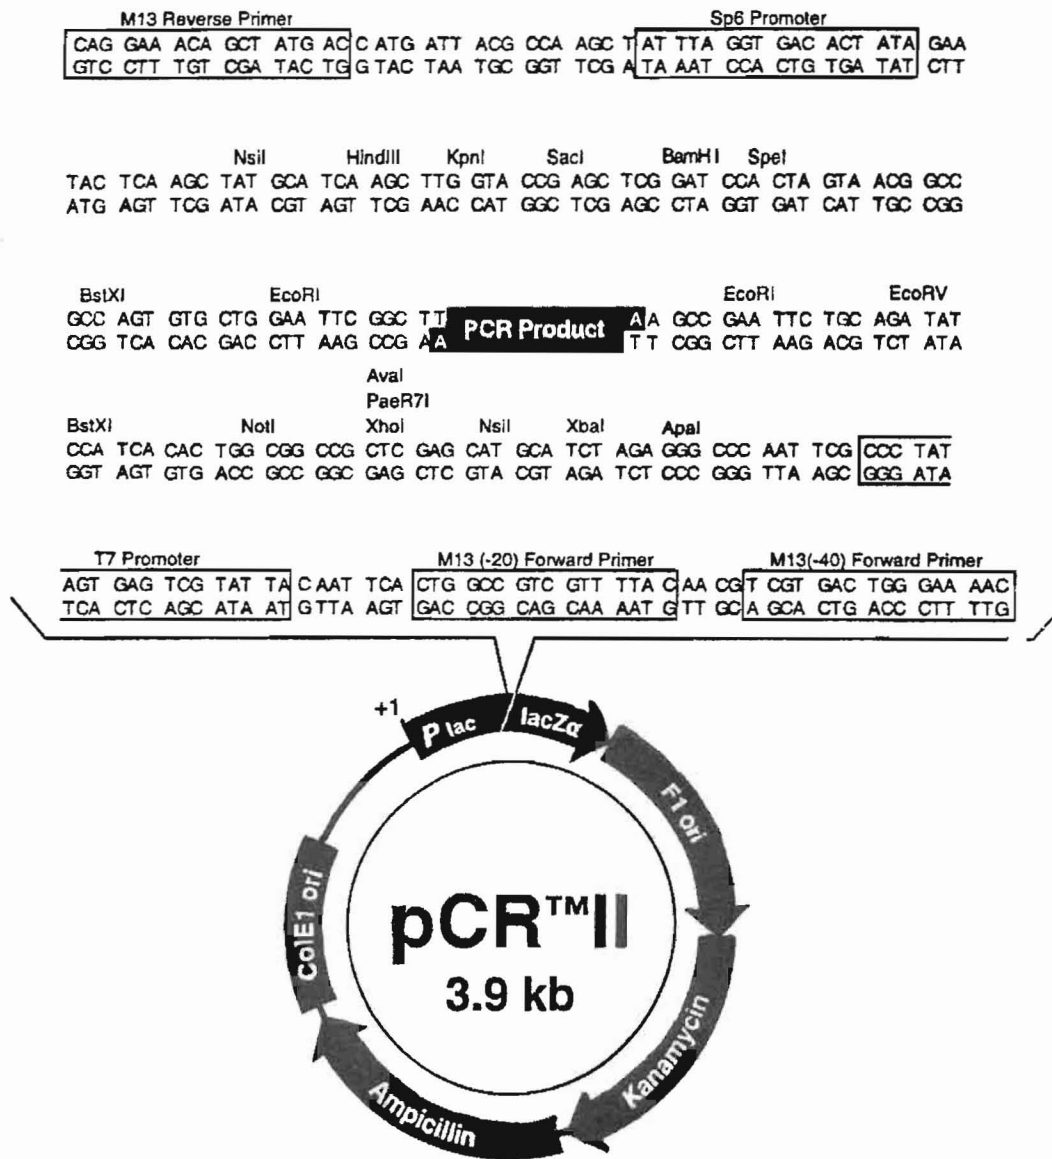 M13 Reverse Primer Sp6 Promoter
CAG GAA ACA GCT ATG AC C ATG ATT ACG CCA AGC T AT TTA GGT GAC ACT ATA GAA
GTC CTT TGT CGA TAC TG G TAC TAA TGC GGT TCG A TA AAT CCA CTG TGA TAT CTT
NsiI HindIII KpnI SacI BamHI SpeI
TAC TCA AGC TAT GCA TCA AGC TTG GTA CCG AGC TCG GAT CCA CTA GTA ACG GCC
ATG AGT TCG ATA CGT AGT TCG AAC CAT GGC TCG AGC CTA GGT GAT CAT TGC CGG
BstXI EcoRI EcoRI EcoRV
GCC AGT GTG CTG GAA TTC GGC TT PCR Product A A GCC GAA TTC TGC AGA TAT
CGG TCA CAC GAC CTT AAG CCG A A T T CGG CTT AAG ACG TCT ATA
AvaI
PaeR7I
BstXI NotI XhoI NsiI XbaI ApaI
CCA TCA CAC TGG CGG CCG CTC GAG CAT GCA TCT AGA GGG CCC AAT TCG CCC TAT
GGT AGT GTG ACC GCC GGC GAG CTC GTA CGT AGA TCT CCC GGG TTA AGC GGG ATA
T7 Promoter M13 (-20) Forward Primer M13(-40) Forward Primer
AGT GAG TCG TAT TA C AAT TCA CTG GCC GTC GTT TTA C AA CG T CGT GAC TGG GAA AAC
TCA CTC AGC ATA AT G TTA AGT GAC CGG CAG CAA AAT G TT GC A GCA CTG ACC CTT TTG
+1
P lac lacZα
F1 ori
Kanamycin
Ampicillin
ColE1 ori
pCR™II
3.9 kb